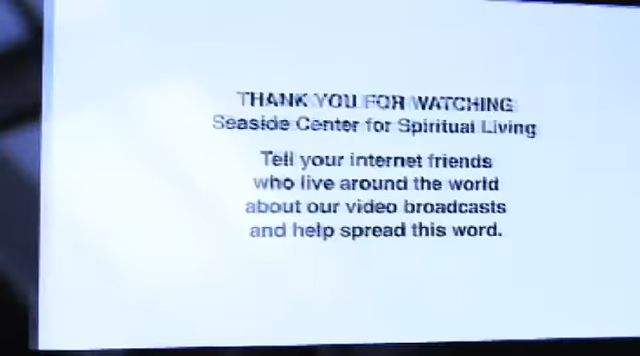 THANK YOU FOR WATCHING
Seaside Center for Spiritual Living
Tell your internet friends
who live around the world
about our video broadcasts
and help spread this word.